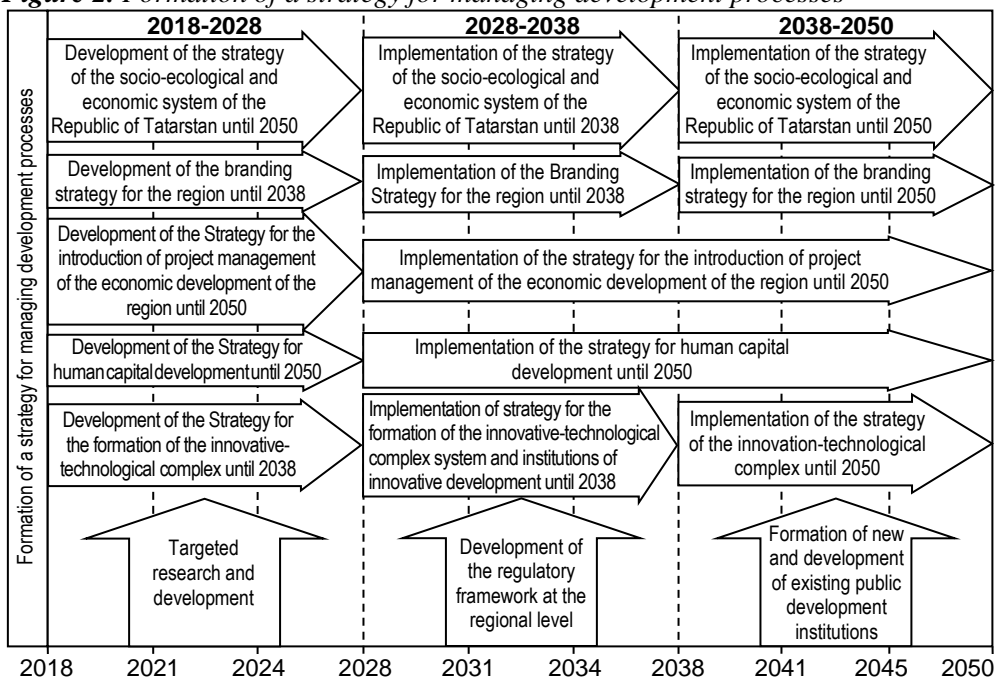 Figure 2. Formation of a strategy for managing development processes
2018-2028
2028-2038
2038-2050
Formation of a strategy for managing development processes
Development of the strategy
of the socio-ecological and
economic system of the
Republic of Tatarstan until 2050
Implementation of the strategy
of the socio-ecological and
economic system of the
Republic of Tatarstan until 2038
Implementation of the strategy
of the socio-ecological and
economic system of the
Republic of Tatarstan until 2050
Development of the branding
strategy for the region until 2038
Implementation of the Branding
Strategy for the region until 2038
Implementation of the branding
strategy for the region until 2050
Development of the Strategy for the
introduction of project management
of the economic development of the
region until 2050
Implementation of the strategy for the introduction of project
management of the economic development of the region until 2050
Development of the Strategy for
human capital development until 2050
Implementation of the strategy for human capital
development until 2050
Development of the Strategy for
the formation of the innovative-
technological complex until 2038
Implementation of strategy for the
formation of the innovative-technological
complex system and institutions of
innovative development until 2038
Implementation of the strategy
of the innovation-technological
complex until 2050
Targeted
research and
development
Development of
the regulatory
framework at the
regional level
Formation of new
and development
of existing public
development
institutions
2018 2021 2024 2028 2031 2034 2038 2041 2045 2050